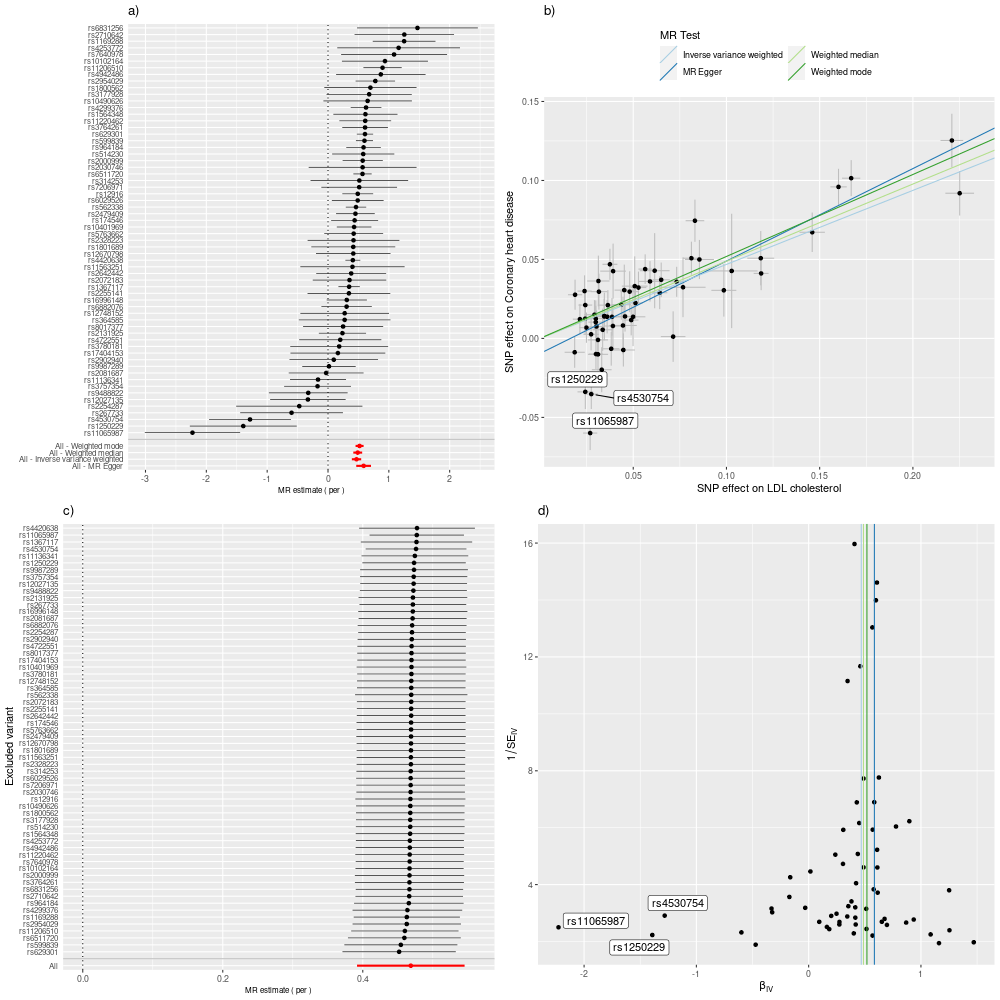 a)
rs6831256
rs2710642
rs1169288
rs4253772
rs7640978
rs10102164
rs11206510
rs4942486
rs2954029
rs1800562
rs3177928
rs10490626
rs4299376
rs1564348
rs11220462
rs3764261
rs629301
rs599839
rs964184
rs514230
rs2000999
rs2030746
rs6511720
rs314253
rs7206971
rs12916
rs6029526
rs562338
rs2479409
rs174546
rs10401969
rs5763662
rs2328223
rs1801689
rs12670798
rs4420638
rs11563251
rs2642442
rs2072183
rs1367117
rs2255141
rs16996148
rs6882076
rs12748152
rs364585
rs8017377
rs2131925
rs4722551
rs3780181
rs17404153
rs2902940
rs9987289
rs2081687
rs11136341
rs3757354
rs9488822
rs12027135
rs2254287
rs267733
rs4530754
rs1250229
rs11065987
All - Weighted mode
All - Weighted median
All - Inverse variance weighted
All - MR Egger
-3 -2 -1 0 1 2
MR estimate ( per )
b)
MR Test
Inverse variance weighted
Weighted median
MR Egger
Weighted mode
SNP effect on Coronary heart disease
0.15
0.10
0.05
0.00
-0.05
rs1250229
rs4530754
rs11065987
0.05 0.10 0.15 0.20
SNP effect on LDL cholesterol
c)
Excluded variant
rs4420638
rs11065987
rs1367117
rs4530754
rs11136341
rs1250229
rs9987289
rs3757354
rs12027135
rs9488822
rs2131925
rs267733
rs16996148
rs2081687
rs6882076
rs2254287
rs2902940
rs4722551
rs8017377
rs17404153
rs10401969
rs3780181
rs12748152
rs364585
rs562338
rs2072183
rs2255141
rs2642442
rs174546
rs5763662
rs2479409
rs12670798
rs1801689
rs11563251
rs2328223
rs314253
rs6029526
rs7206971
rs2030746
rs12916
rs10490626
rs1800562
rs3177928
rs514230
rs1564348
rs4253772
rs4942486
rs11220462
rs7640978
rs10102164
rs2000999
rs3764261
rs6831256
rs2710642
rs964184
rs4299376
rs1169288
rs2954029
rs11206510
rs6511720
rs599839
rs629301
All
0.0 0.2 0.4
MR estimate ( per )
d)
1/SE_IV
16
12
8
4
rs4530754
rs11065987
rs1250229
-2 -1 0 1
β_IV